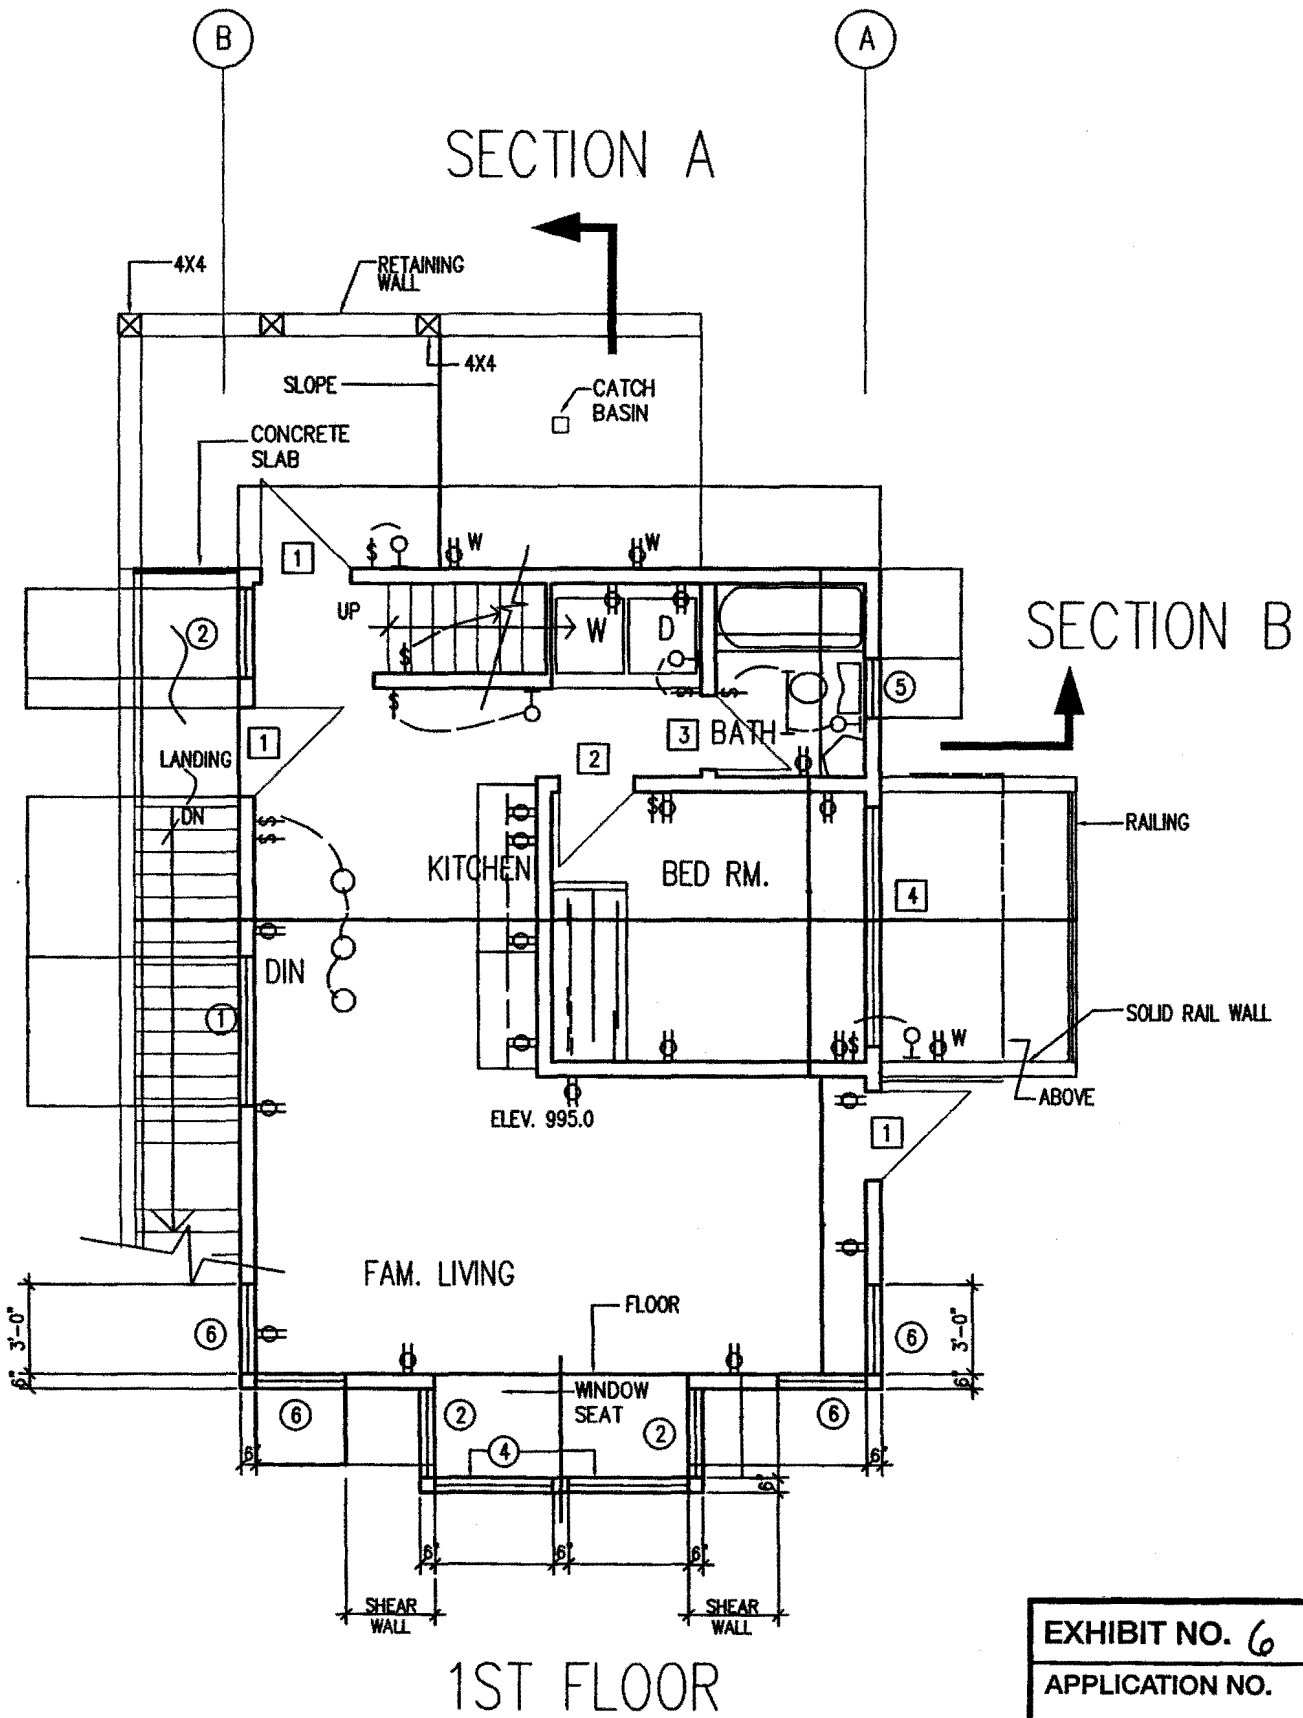 B
A
SECTION A
4X4
RETAINING
WALL
4X4
SLOPE
CATCH
BASIN
CONCRETE
SLAB
1
$
W
W
UP
W
D
2
$
$
$
$
5
SECTION B
1
3
BATH
2
LANDING
DN
$
$
$
RAILING
KITCHEN
BED RM.
4
DIN
1
SOLID RAIL WALL
$
W
ABOVE
ELEV. 995.0
1
FAM. LIVING
FLOOR
3'-0"
6"
6
6
3'-0"
6"
WINDOW
SEAT
6
2
2
6
4
6"
6"
6"
6"
6"
6"
SHEAR
WALL
SHEAR
WALL
1ST FLOOR
EXHIBIT NO. 6
APPLICATION NO.